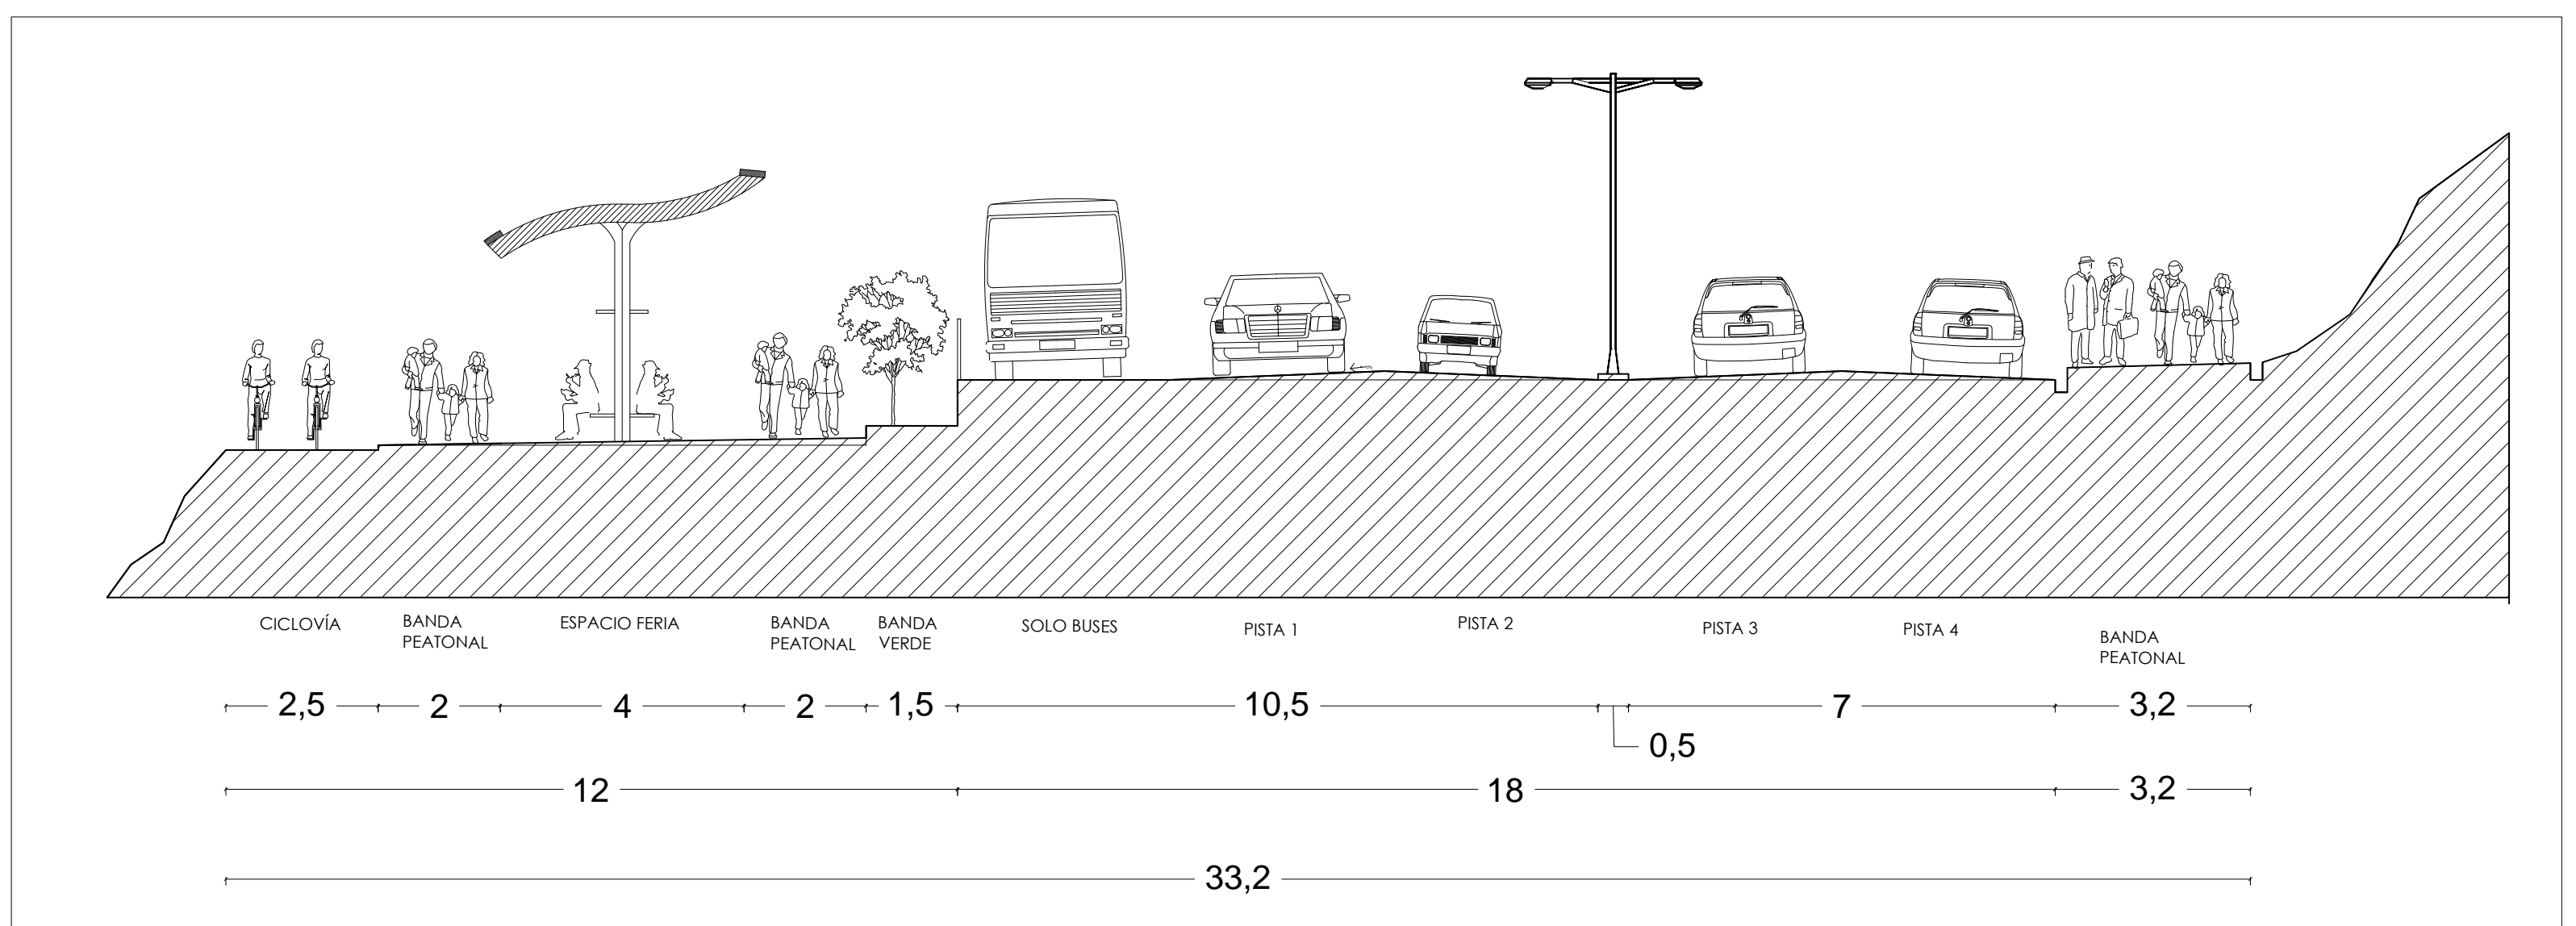 CICLOVÍA
BANDA
PEATONAL
ESPACIO FERIA
BANDA
PEATONAL
BANDA
VERDE
SOLO BUSES
PISTA 1
PISTA 2
PISTA 3
PISTA 4
BANDA
PEATONAL
2,5
2
4
2
1,5
10,5
7
3,2
0,5
12
18
3,2
33,2